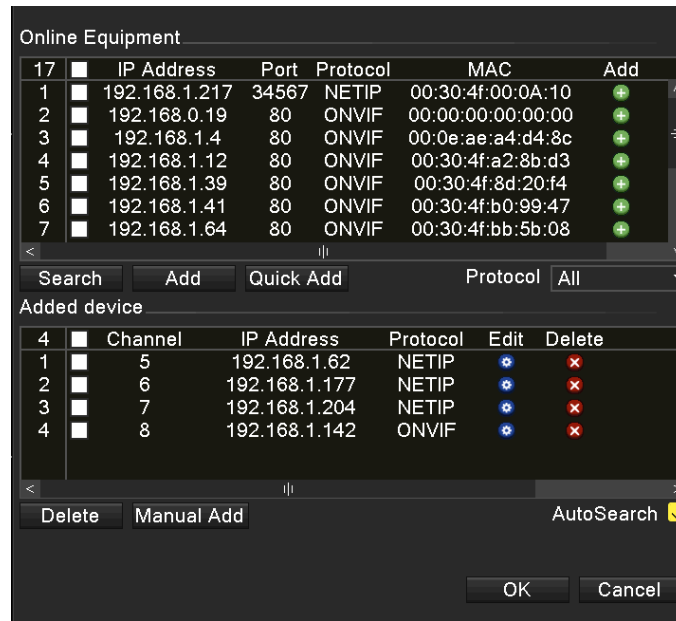 Online Equipment
17 IP Address Port Protocol MAC Add
1 192.168.1.217 34567 NETIP 00:30:4f:00:0A:10
2 192.168.0.19 80 ONVIF 00:00:00:00:00:00
3 192.168.1.4 80 ONVIF 00:0e:ae:a4:d4:8c
4 192.168.1.12 80 ONVIF 00:30:4f:a2:8b:d3
5 192.168.1.39 80 ONVIF 00:30:4f:8d:20:f4
6 192.168.1.41 80 ONVIF 00:30:4f:b0:99:47
7 192.168.1.64 80 ONVIF 00:30:4f:bb:5b:08
Search Add Quick Add Protocol All
Added device
4 Channel IP Address Protocol Edit Delete
1 5 192.168.1.62 NETIP
2 6 192.168.1.177 NETIP
3 7 192.168.1.204 NETIP
4 8 192.168.1.142 ONVIF
Delete Manual Add AutoSearch
OK Cancel